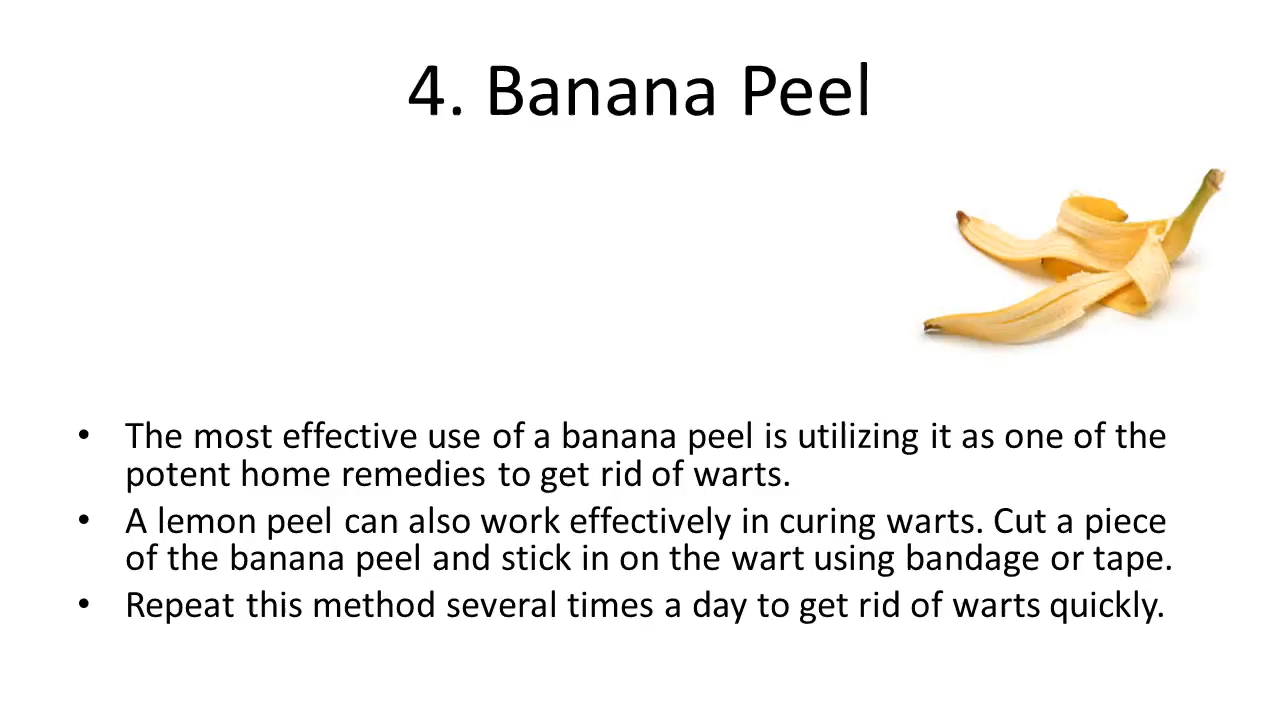 4. Banana Peel
• The most effective use of a banana peel is utilizing it as one of the
potent home remedies to get rid of warts.
• A lemon peel can also work effectively in curing warts. Cut a piece
of the banana peel and stick in on the wart using bandage or tape.
• Repeat this method several times a day to get rid of warts quickly.